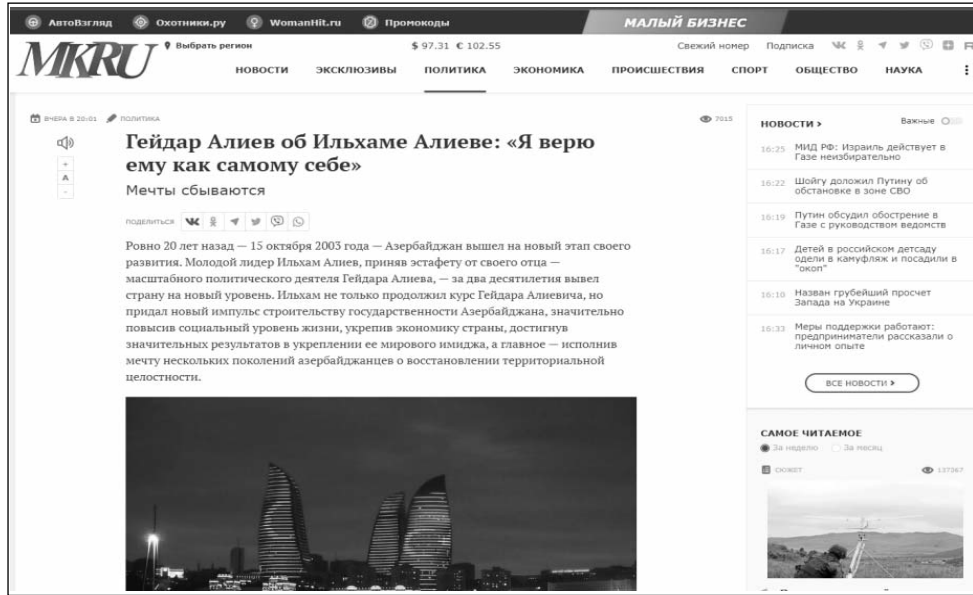 АвтоВзгляд Охотники.ру WomanHit.ru Промокоды МАЛЫЙ БИЗНЕС
MKRU Выбрать регион $ 97.31 € 102.55 Свежий номер Подписка
НОВОСТИ ЭКСКЛЮЗИВЫ ПОЛИТИКА ЭКОНОМИКА ПРОИСШЕСТВИЯ СПОРТ ОБЩЕСТВО НАУКА
ВЧЕРА В 20:01 ПОЛИТИКА 7015
+
А
-
Гейдар Алиев об Ильхаме Алиеве: «Я верю
ему как самому себе»
Мечты сбываются
ПОДЕЛИТЬСЯ
Ровно 20 лет назад — 15 октября 2003 года — Азербайджан вышел на новый этап своего
развития. Молодой лидер Ильхам Алиев, приняв эстафету от своего отца —
масштабного политического деятеля Гейдара Алиева, — за два десятилетия вывел
страну на новый уровень. Ильхам не только продолжил курс Гейдара Алиевича, но
придал новый импульс строительству государственности Азербайджана, значительно
повысив социальный уровень жизни, укрепив экономику страны, достигнув
значительных результатов в укреплении ее мирового имиджа, а главное — исполнив
мечту нескольких поколений азербайджанцев о восстановлении территориальной
целостности.
НОВОСТИ › Важные
16:25 МИД РФ: Израиль действует в
Газе неизбирательно
16:22 Шойгу доложил Путину об
обстановке в зоне СВО
16:19 Путин обсудил обострение в
Газе с руководством ведомств
16:17 Детей в российском детсаду
одели в камуфляж и посадили в
"окоп"
16:10 Назван грубейший просчет
Запада на Украине
16:33 Меры поддержки работают:
предприниматели рассказали о
личном опыте
ВСЕ НОВОСТИ ›
САМОЕ ЧИТАЕМОЕ
За неделю За месяц
СЮЖЕТ 137367